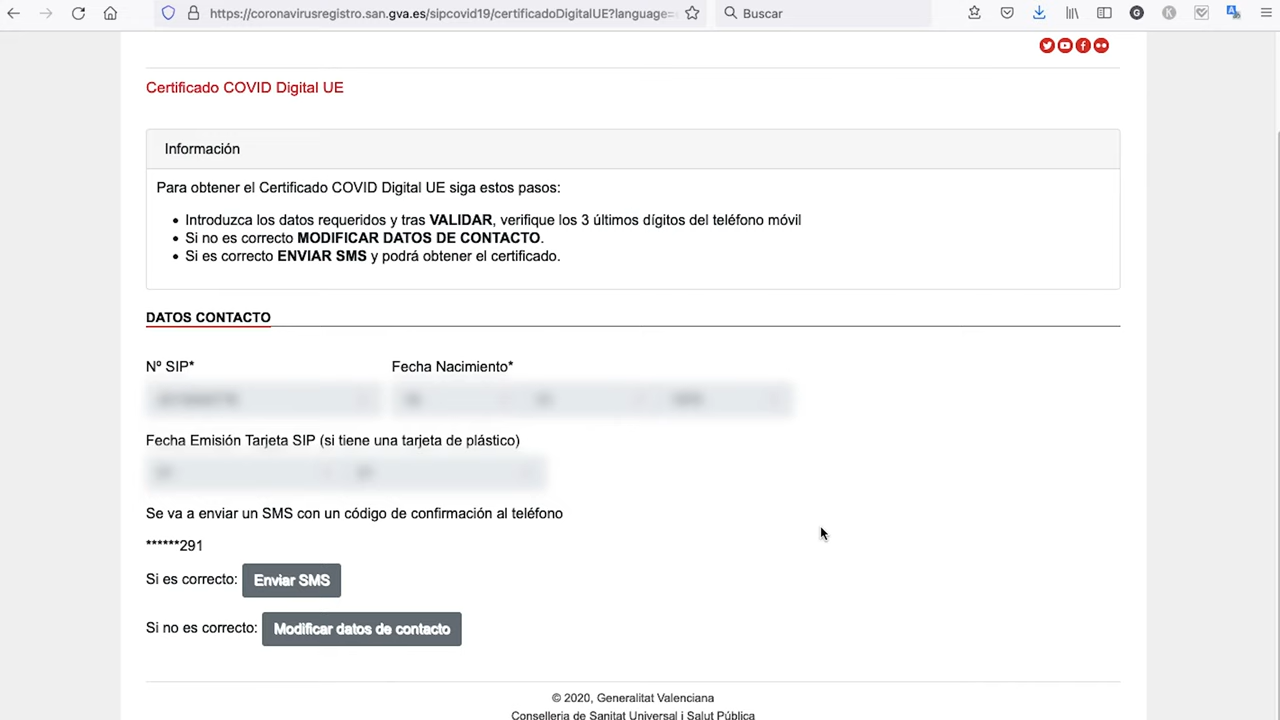 https://coronavirusregistro.san.gva.es/sipcovid19/certificadoDigitalUE?language=
Buscar
Certificado COVID Digital UE
Información
Para obtener el Certificado COVID Digital UE siga estos pasos:
• Introduzca los datos requeridos y tras VALIDAR, verifique los 3 últimos dígitos del teléfono móvil
• Si no es correcto MODIFICAR DATOS DE CONTACTO.
• Si es correcto ENVIAR SMS y podrá obtener el certificado.
DATOS CONTACTO
Nº SIP* Fecha Nacimiento*
Fecha Emisión Tarjeta SIP (si tiene una tarjeta de plástico)
Se va a enviar un SMS con un código de confirmación al teléfono
******291
Si es correcto: Enviar SMS
Si no es correcto: Modificar datos de contacto
© 2020, Generalitat Valenciana
Conselleria de Sanitat Universal i Salut Pública